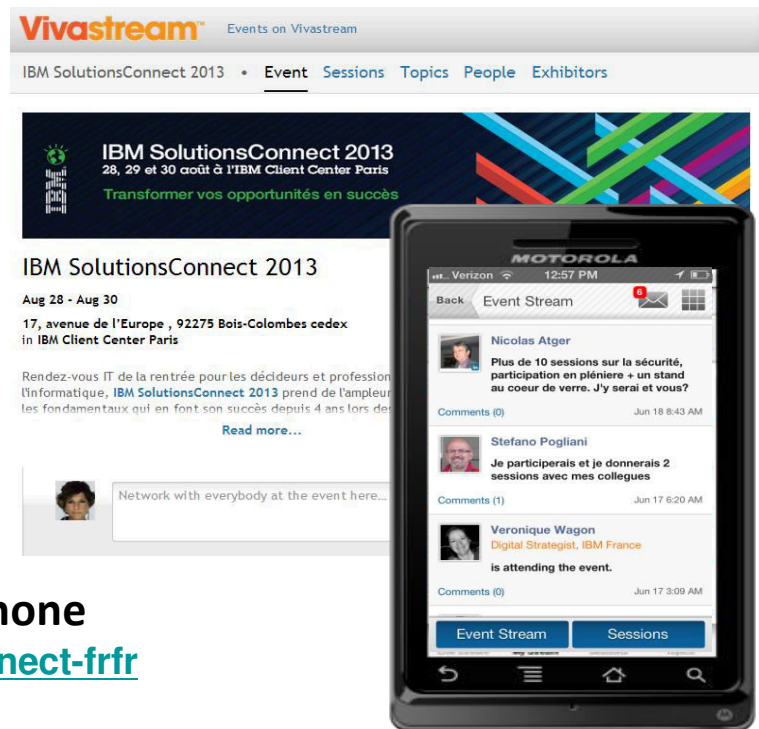 Vivastream™ Events on Vivastream
IBM SolutionsConnect 2013 • Event Sessions Topics People Exhibitors
IBM SolutionsConnect 2013
28, 29 et 30 août à l'IBM Client Center Paris
Transformer vos opportunités en succès
IBM
IBM SolutionsConnect 2013
Aug 28 - Aug 30
17, avenue de l'Europe , 92275 Bois-Colombes cedex
in IBM Client Center Paris
Rendez-vous IT de la rentrée pour les décideurs et profession
l'informatique, IBM SolutionsConnect 2013 prend de l'ampleur
les fondamentaux qui en font son succès depuis 4 ans lors des
Read more...
Network with everybody at the event here...
MOTOROLA
Verizon 12:57 PM
Back Event Stream 6
Nicolas Atger
Plus de 10 sessions sur la sécurité,
participation en pléniere + un stand
au coeur de verre. J'y serai et vous?
Comments (0) Jun 18 8:43 AM
Stefano Pogliani
Je participerais et je donnerais 2
sessions avec mes collegues
Comments (1) Jun 17 6:20 AM
Veronique Wagon
Digital Strategist, IBM France
is attending the event.
Comments (0) Jun 17 3:09 AM
Event Stream Sessions
hone
nect-frfr